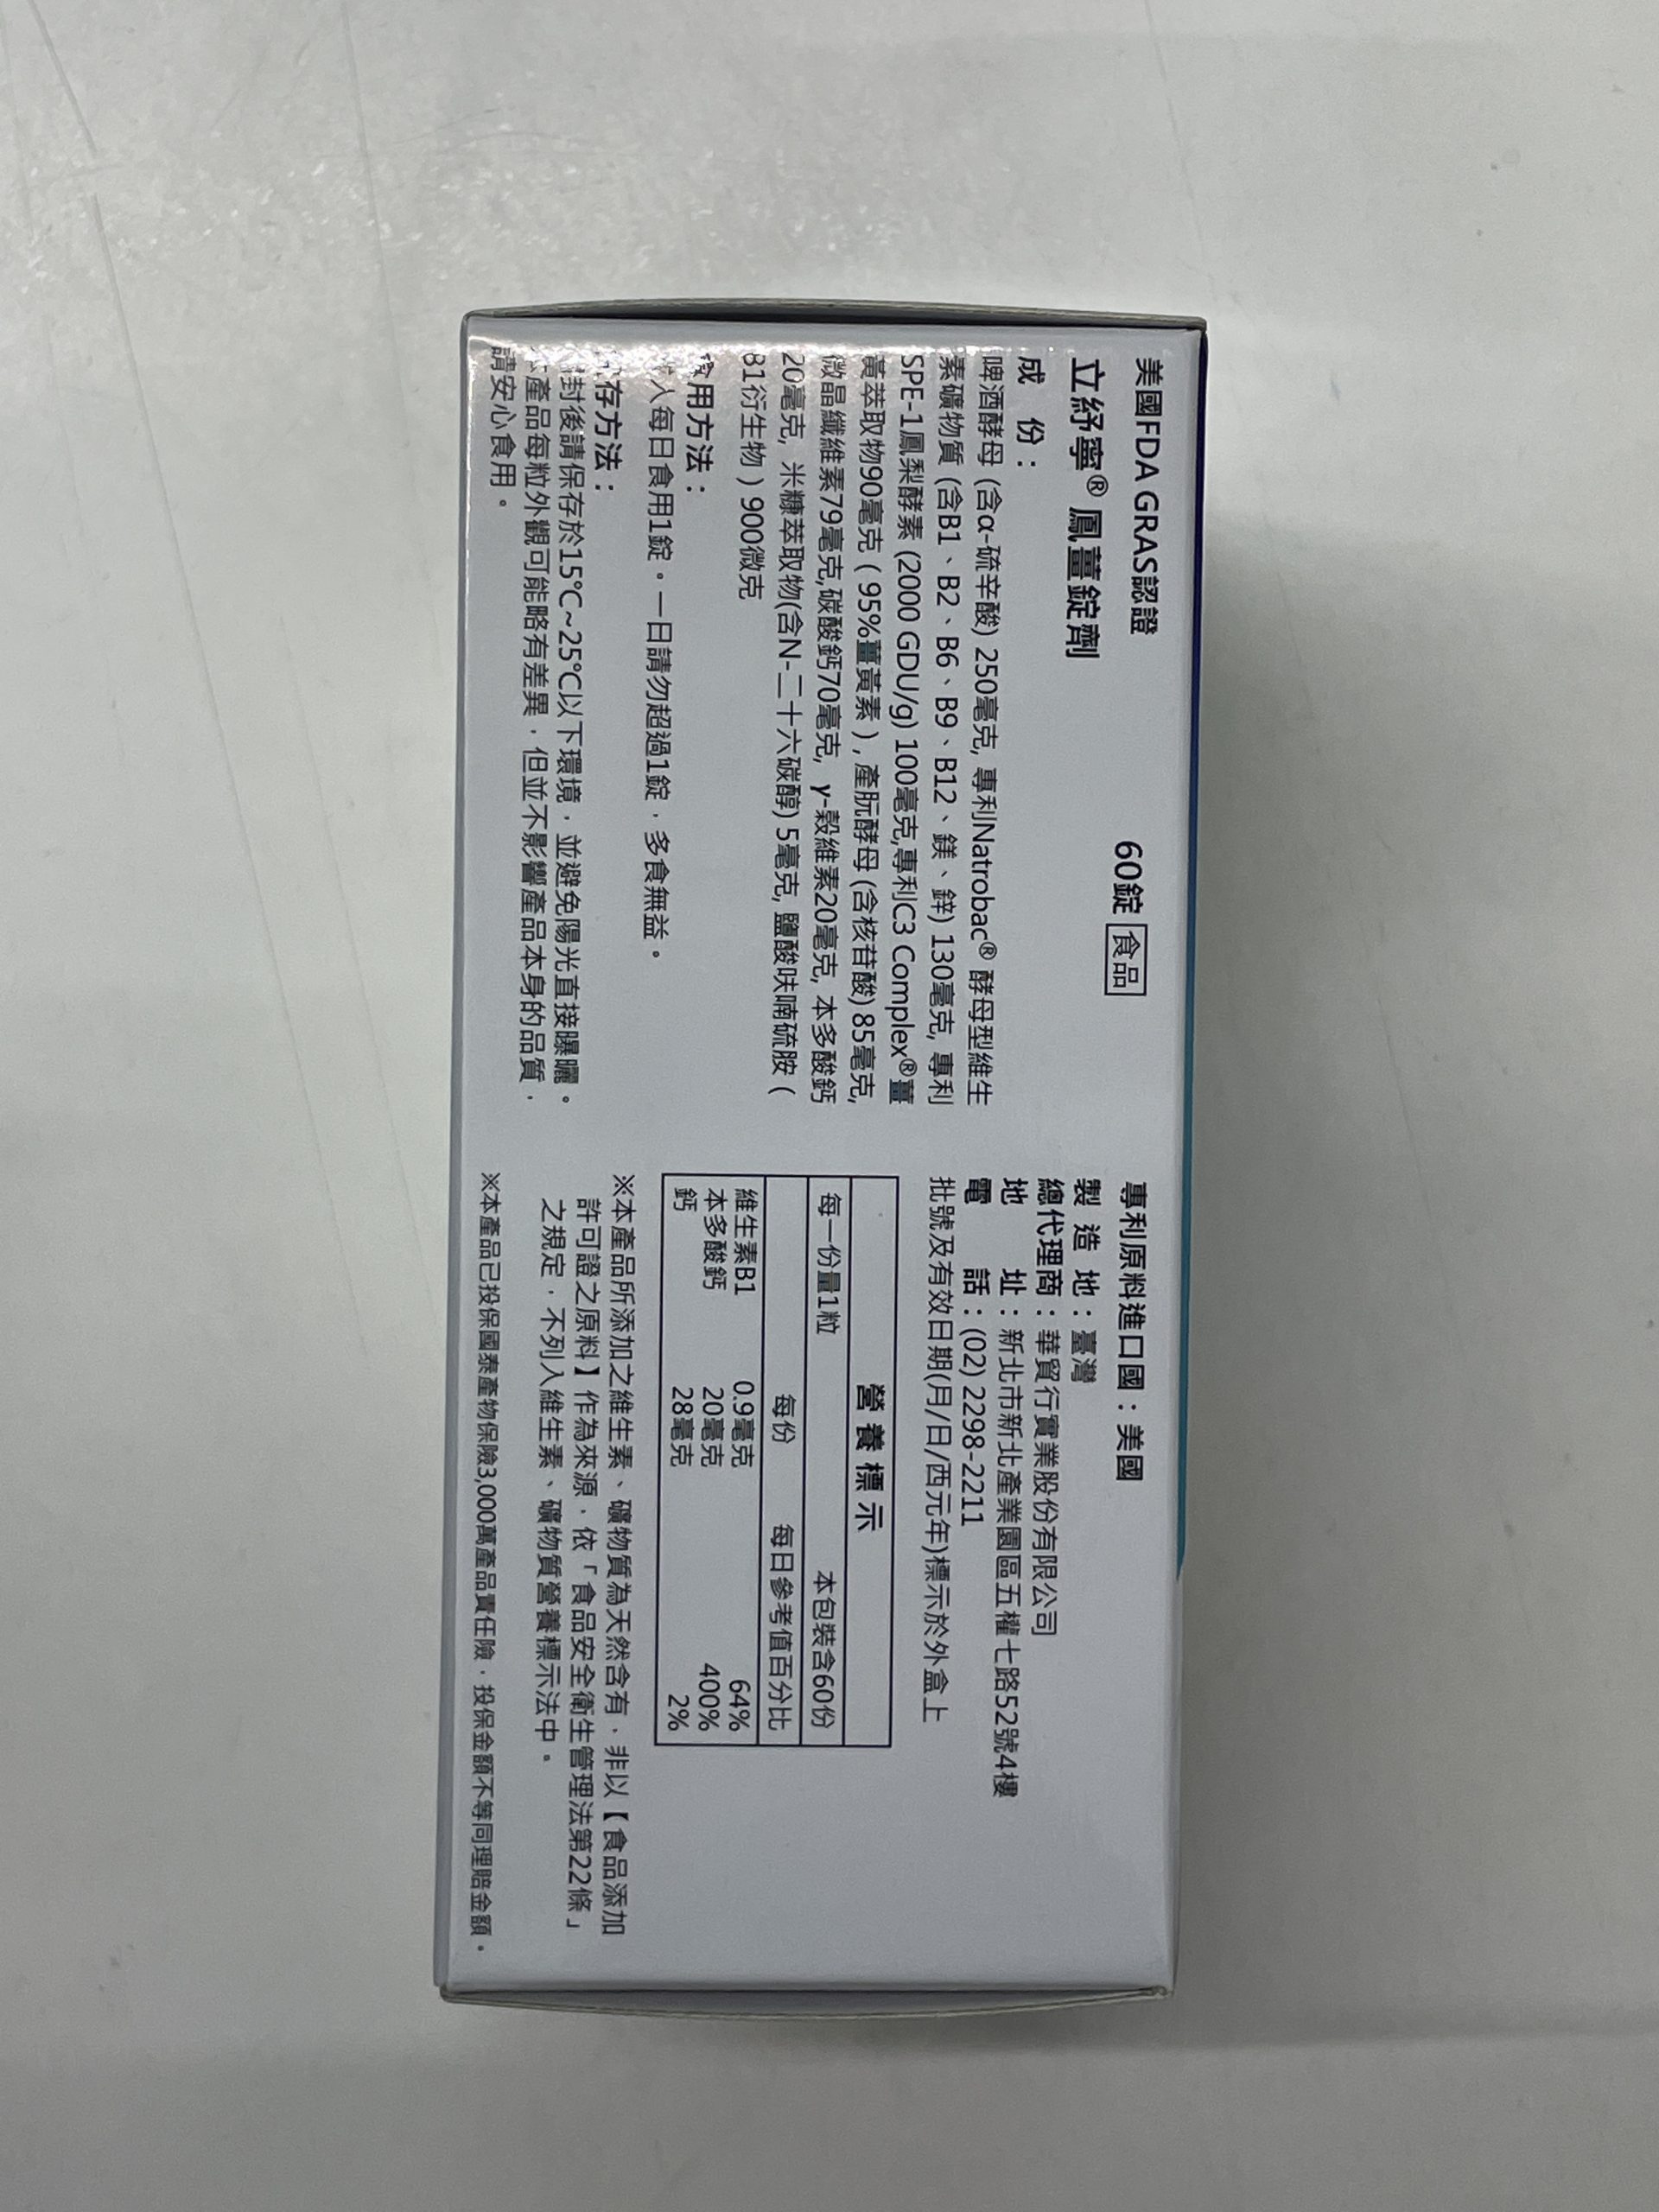 美國FDA GRAS認證
立紓寧® 鳳薑錠劑
60錠 食品
成 份：
啤酒酵母 (含α-硫辛酸) 250毫克, 專利Natrobac® 酵母型維生
素礦物質 (含B1、B2、B6、B9、B12、鎂、鋅) 130毫克, 專利
SPE-1鳳梨酵素 (2000 GDU/g) 100毫克,專利C3 Complex®薑
黃萃取物90毫克 ( 95%薑黃素 ) , 產朊酵母 (含核苷酸) 85毫克,
微晶纖維素79毫克,碳酸鈣70毫克, γ-穀維素20毫克, 本多酸鈣
20毫克, 米糠萃取物(含N-二十六碳醇) 5毫克, 鹽酸呋喃硫胺 (
B1衍生物 ) 900微克
食用方法：
人每日食用1錠。一日請勿超過1錠，多食無益。
存方法：
封後請保存於15°C~25°C以下環境，並避免陽光直接曝曬。
產品每粒外觀可能略有差異，但並不影響產品本身的品質，
請安心食用。
專利原料進口國：美國
製 造 地：臺灣
總代理商：華貿行實業股份有限公司
地 址：新北市新北產業園區五權七路52號4樓
電 話：(02) 2298-2211
批號及有效日期(月/日/西元年)標示於外盒上
營 養 標 示
每一份量1粒 本包裝含60份
每份 每日參考值百分比
維生素B1 0.9毫克 64%
本多酸鈣 20毫克 400%
鈣 28毫克 2%
※本產品所添加之維生素、礦物質為天然含有，非以【食品添加
許可證之原料】作為來源，依「食品安全衛生管理法第22條」
之規定，不列入維生素、礦物質營養標示法中。
※本產品已投保國泰產物保險3,000萬產品責任險，投保金額不等同理賠金額。